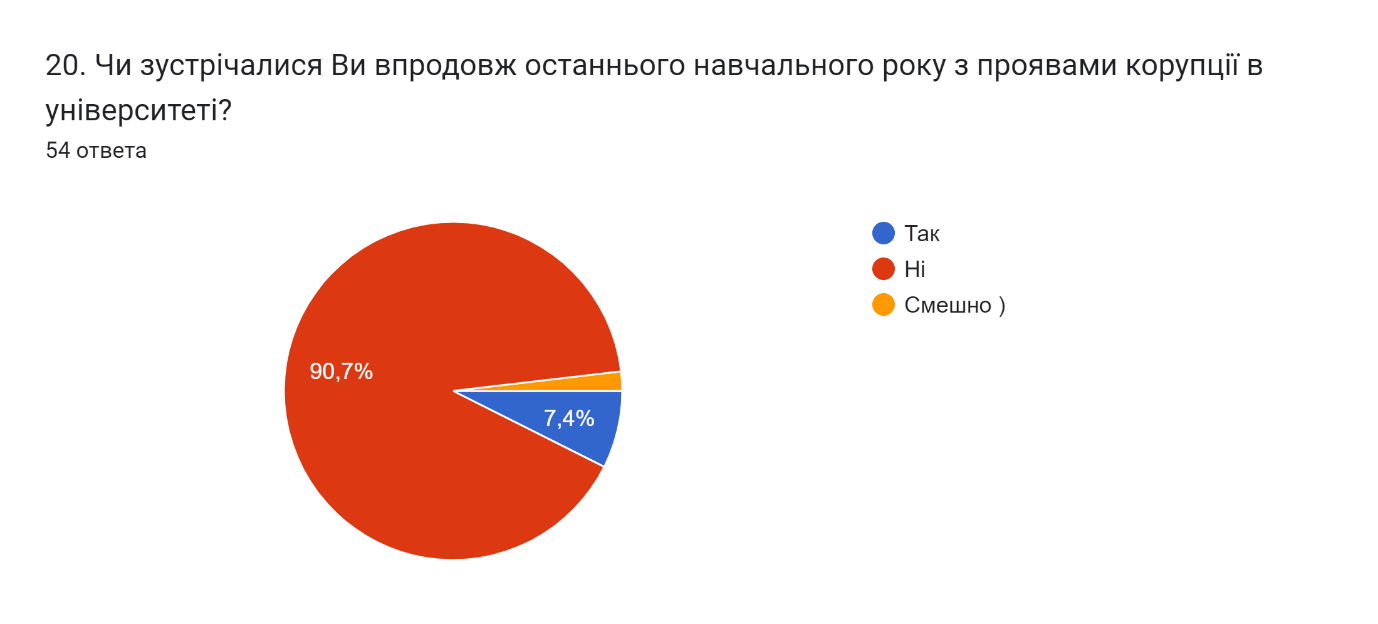 20. Чи зустрічалися Ви впродовж останнього навчального року з проявами корупції в
університеті?
54 ответа
Так
Ні
Смешно )
90,7%
7,4%